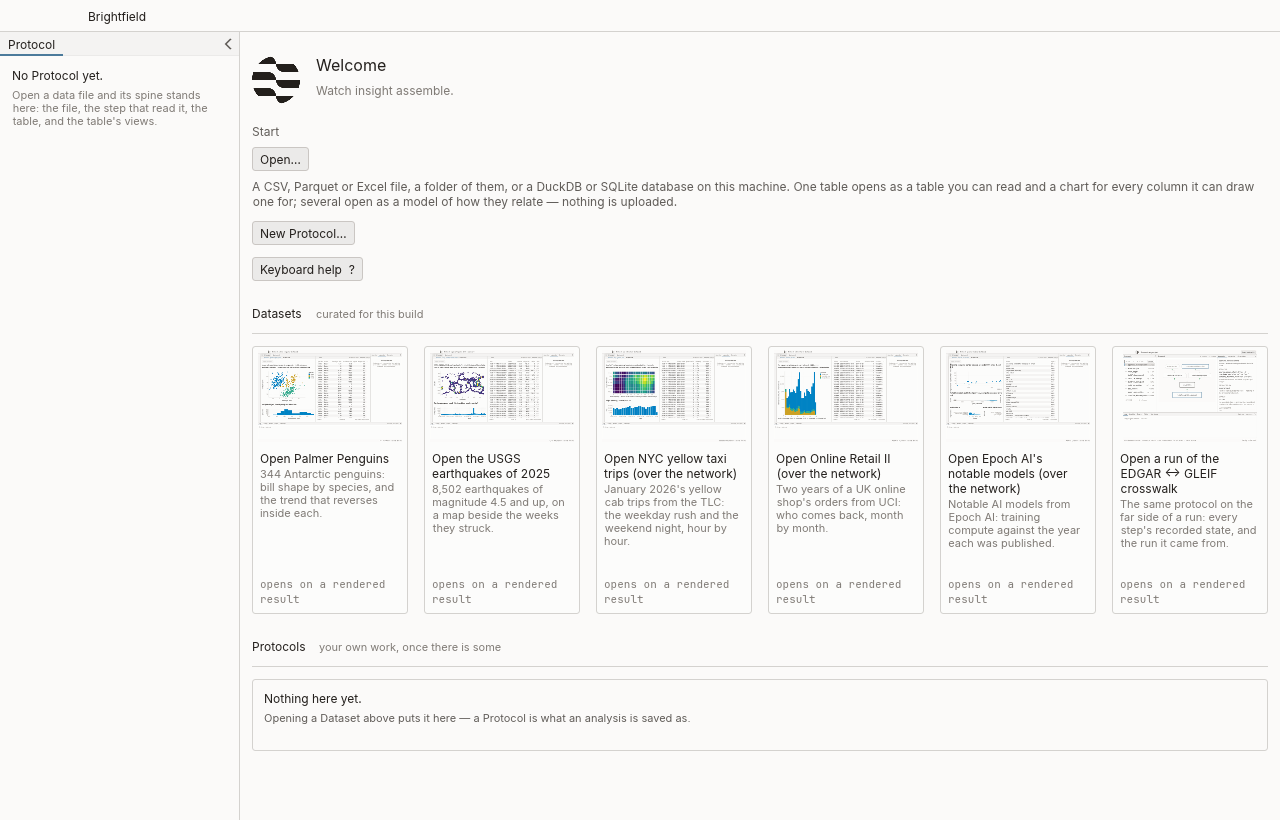 Brightfield
Protocol
No Protocol yet.
Open a data file and its spine stands
here: the file, the step that read it, the
table, and the table's views.
Welcome
Watch insight assemble.
Start
Open...
A CSV, Parquet or Excel file, a folder of them, or a DuckDB or SQLite database on this machine. One table opens as a table you can read and a chart for every column it can draw
one for; several open as a model of how they relate — nothing is uploaded.
New Protocol...
Keyboard help ?
Datasets curated for this build
Open Palmer Penguins
344 Antarctic penguins:
bill shape by species, and
the trend that reverses
inside each.
opens on a rendered
result
Open the USGS
earthquakes of 2025
8,502 earthquakes of
magnitude 4.5 and up, on
a map beside the weeks
they struck.
opens on a rendered
result
Open NYC yellow taxi
trips (over the network)
January 2026's yellow
cab trips from the TLC:
the weekday rush and the
weekend night, hour by
hour.
opens on a rendered
result
Open Online Retail II
(over the network)
Two years of a UK online
shop's orders from UCI:
who comes back, month
by month.
opens on a rendered
result
Open Epoch AI's
notable models (over
the network)
Notable AI models from
Epoch AI: training
compute against the year
each was published.
opens on a rendered
result
Open a run of the
EDGAR <-> GLEIF
crosswalk
The same protocol on the
far side of a run: every
step's recorded state, and
the run it came from.
opens on a rendered
result
Protocols your own work, once there is some
Nothing here yet.
Opening a Dataset above puts it here — a Protocol is what an analysis is saved as.